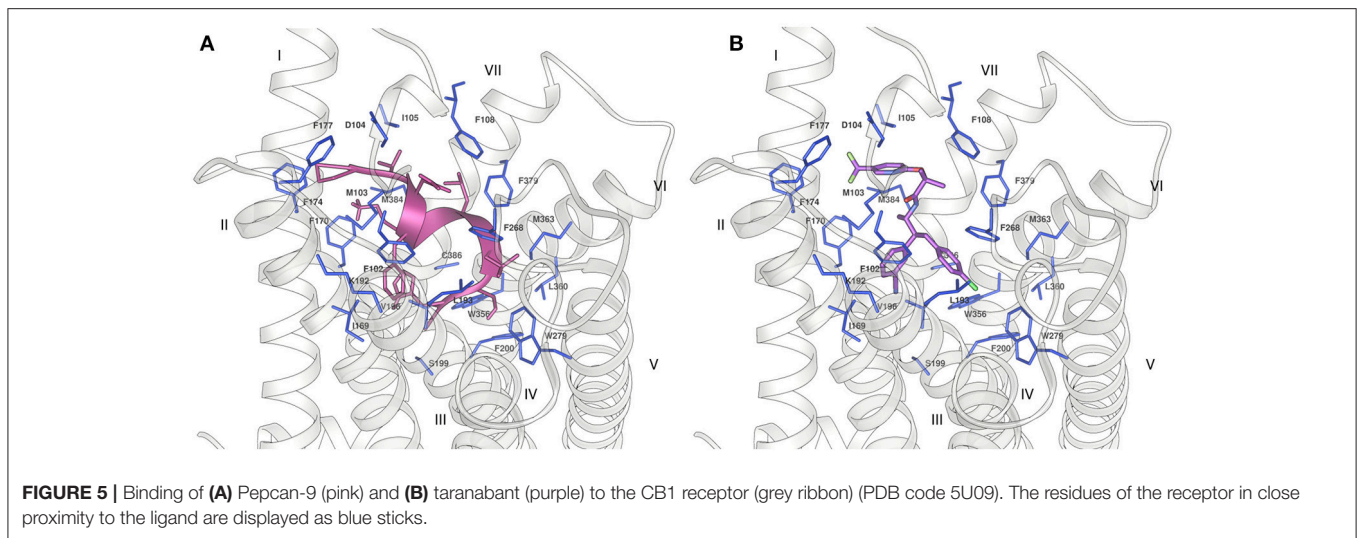 A
I
VII
F177
D104
I105
F108
F379
VI
M103
M384
F174
II
F170
M363
F268
C386
F102
K192
L360
L193
V196
W356
I169
W279
F200
S199
V
IV
III
B
I
VII
F177
D104
I105
F108
F379
VI
M103
M384
F174
II
F170
M363
F268
F102
K192
L360
L193
V196
W356
I169
W279
F200
S199
V
IV
III
FIGURE 5 | Binding of (A) Pepcan-9 (pink) and (B) taranabant (purple) to the CB1 receptor (grey ribbon) (PDB code 5U09). The residues of the receptor in close
proximity to the ligand are displayed as blue sticks.